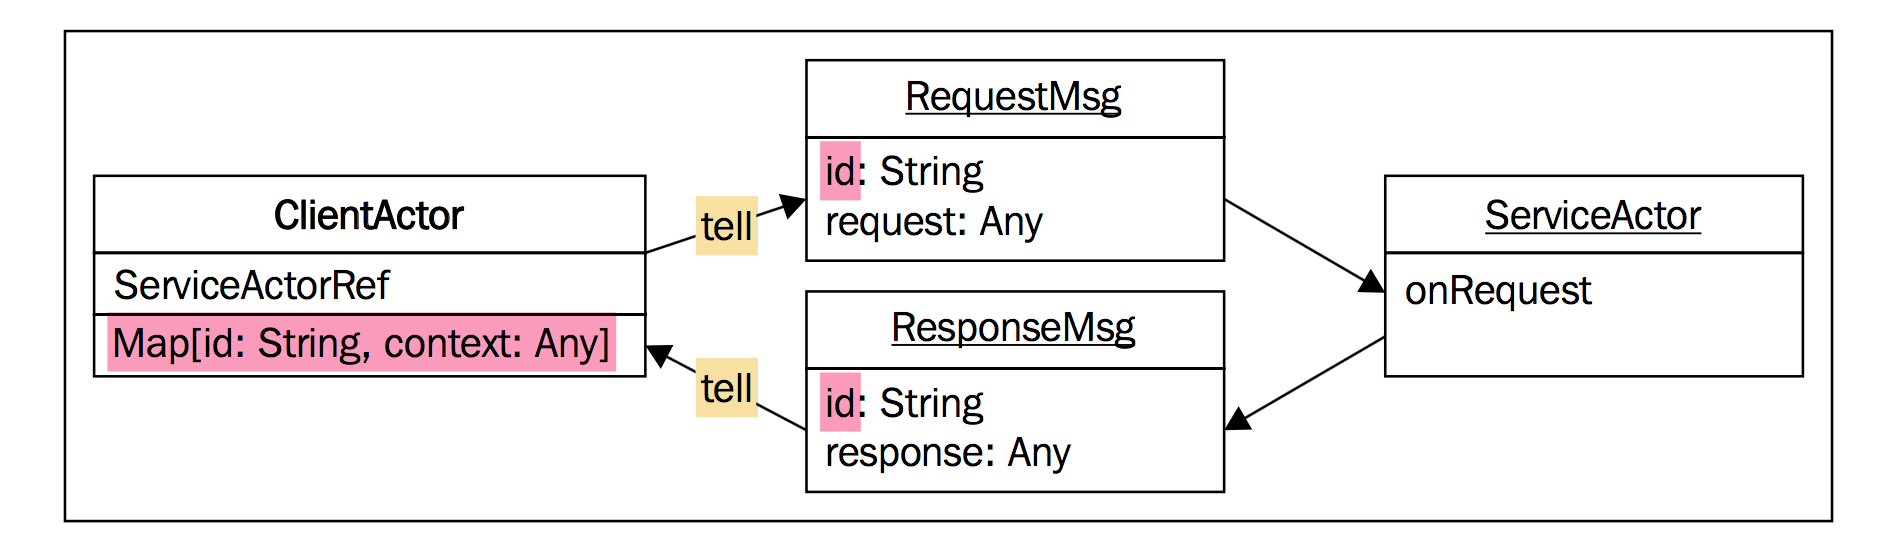 ClientActor
ServiceActorRef
Map[id: String, context: Any]
tell
tell
RequestMsg
id: String
request: Any
ResponseMsg
id: String
response: Any
ServiceActor
onRequest